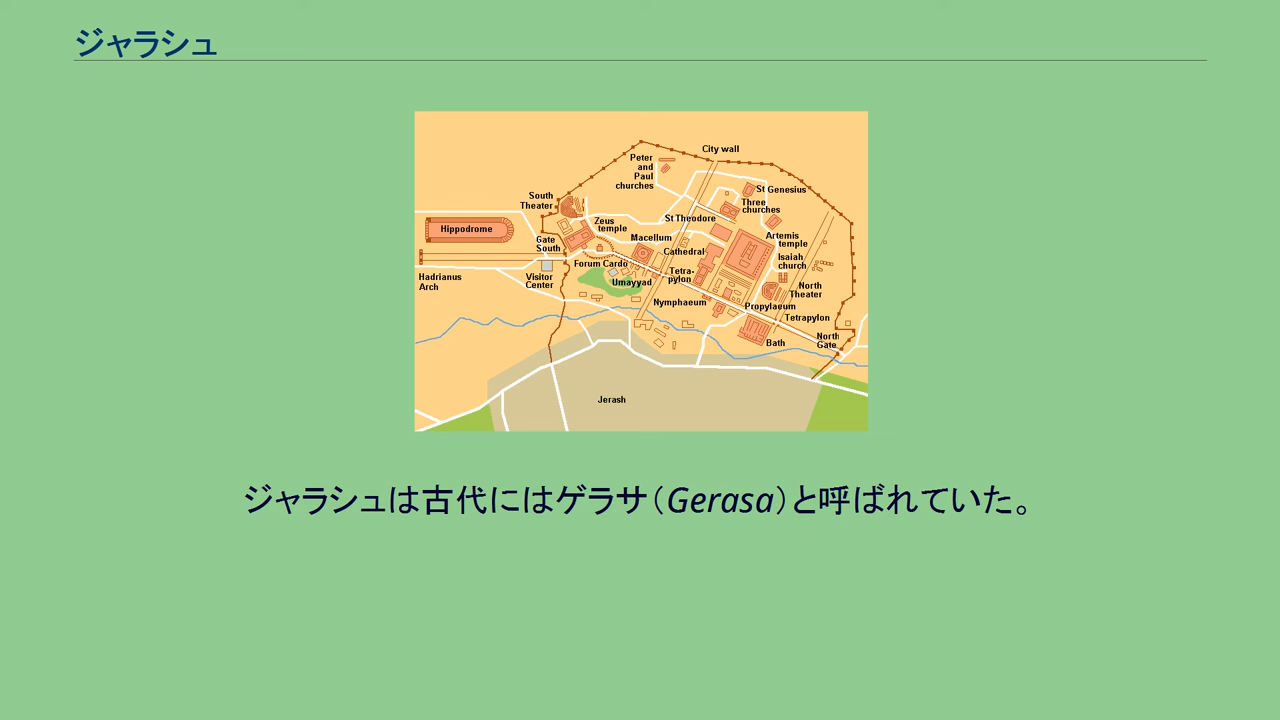 ジャラシュ
City wall
Peter
and
Paul
churches
St Genesius
South
Theater
Three
churches
St Theodore
Zeus
temple
Hippodrome
Macellum
Artemis
temple
Gate
South
Cathedral
Isaiah
church
Forum Cardo
Tetra-
pylon
Hadrianus
Arch
Visitor
Center
Umayyad
North
Theater
Nymphaeum
Propylaeum
Tetrapylon
North
Gate
Bath
Jerash
ジャラシュは古代にはゲラサ（Gerasa）と呼ばれていた。